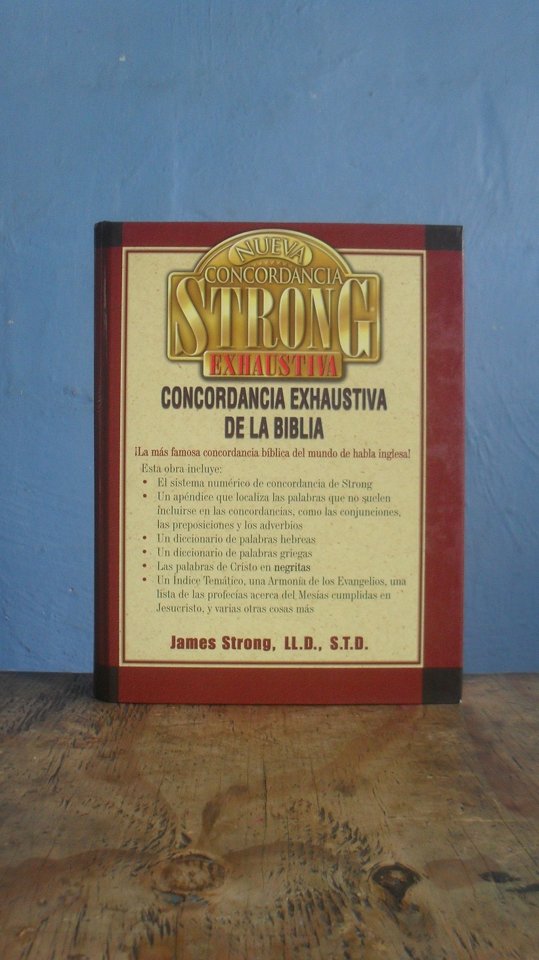 NUEVA
CONCORDANCIA
STRONG
EXHAUSTIVA
CONCORDANCIA EXHAUSTIVA
DE LA BIBLIA
¡La más famosa concordancia bíblica del mundo de habla inglesa!
Esta obra incluye:
• El sistema numérico de concordancia de Strong
• Un apéndice que localiza las palabras que no suelen
incluirse en las concordancias, como las conjunciones,
las preposiciones y los adverbios
• Un diccionario de palabras hebreas
• Un diccionario de palabras griegas
• Las palabras de Cristo en negritas
• Un Índice Temático, una Armonía de los Evangelios, una
lista de las profecías acerca del Mesías cumplidas en
Jesucristo, y varias otras cosas más
James Strong, LL.D., S.T.D.